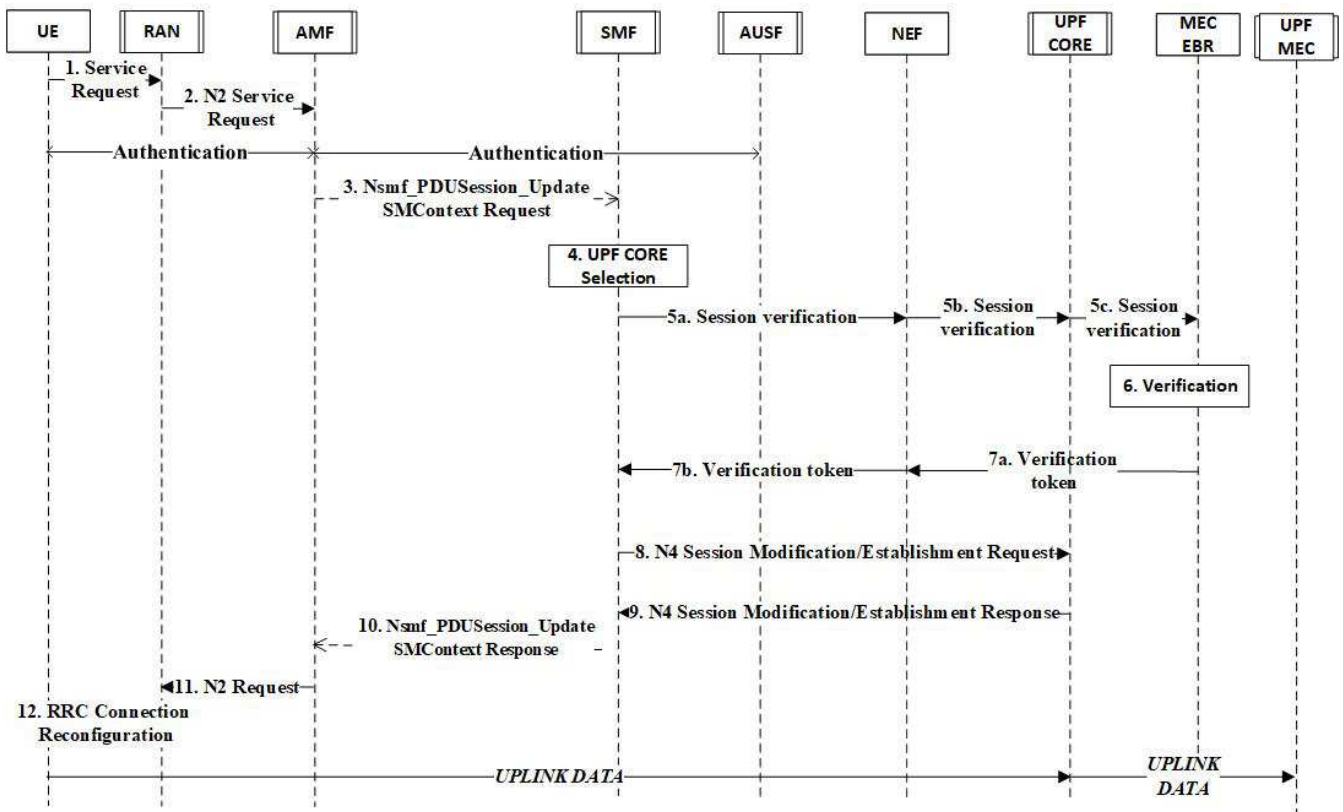 UE
RAN
AMF
SMF
AUSF
NEF
UPF
CORE
MEC
EBR
UPF
MEC
1. Service
Request
2. N2 Service
Request
Authentication
Authentication
3. Nsmf_PDUSession_Update
SMContext Request
4. UPF CORE
Selection
5a. Session verification
5b. Session
verification
5c. Session
verification
6. Verification
7b. Verification token
7a. Verification
token
8. N4 Session Modification/Establishment Request
9. N4 Session Modification/Establishment Response
10. Nsmf_PDUSession_Update
SMContext Response
11. N2 Request
12. RRC Connection
Reconfiguration
UPLINK DATA
UPLINK
DATA